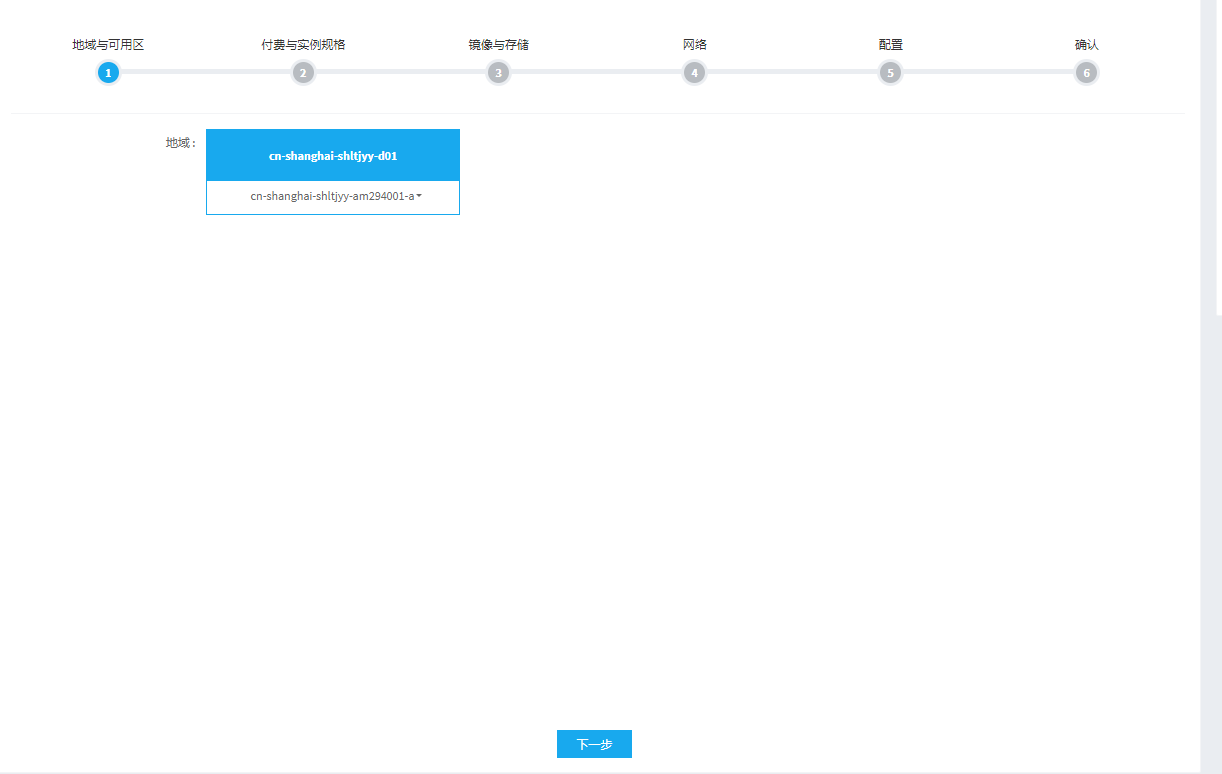 地域与可用区
付费与实例规格
镜像与存储
网络
配置
确认
1
2
3
4
5
6
地域 :
cn-shanghai-shltjyy-d01
cn-shanghai-shltjyy-am294001-a
下一步